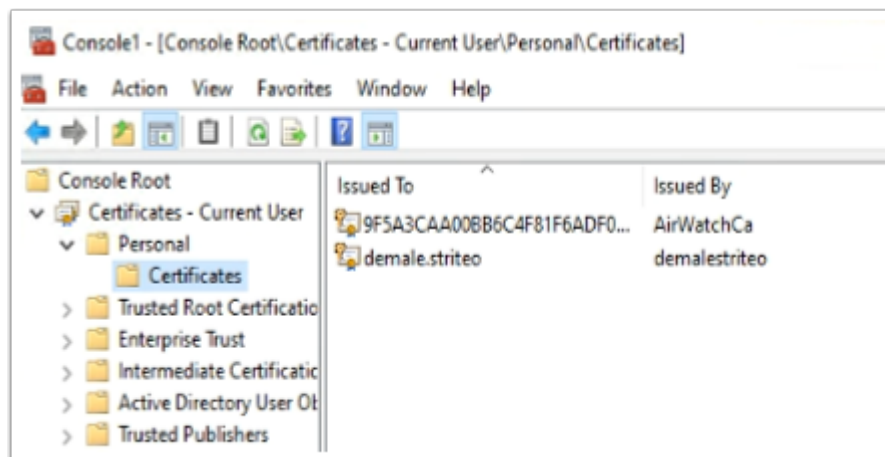 Console1 - [Console Root\Certificates - Current User\Personal\Certificates]
File Action View Favorites Window Help
Console Root
Certificates - Current User
Personal
Certificates
Trusted Root Certificatio
Enterprise Trust
Intermediate Certificatic
Active Directory User Ob
Trusted Publishers
Issued To Issued By
9F5A3CAA00BB6C4F81F6ADF0... AirWatchCa
demale.striteo demalestriteo